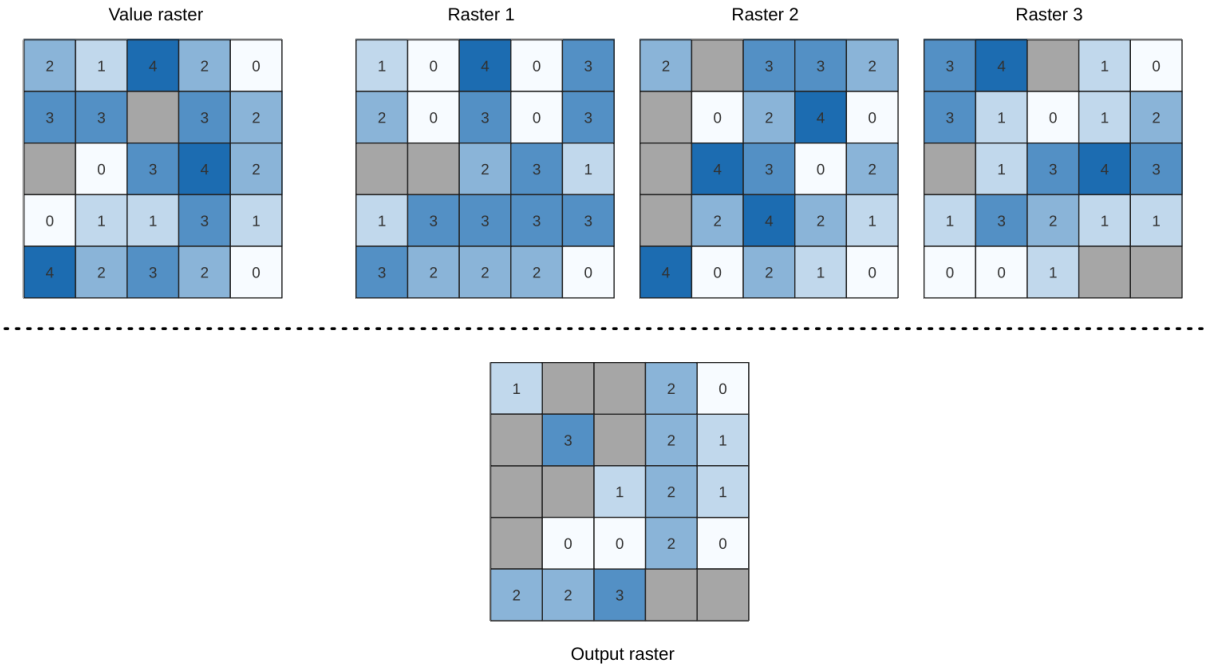 Value raster Raster 1 Raster 2 Raster 3
2 1 4 2 0 1 0 4 0 3 2 3 3 2 3 4 1 0
3 3 3 2 2 0 3 0 3 0 2 4 0 3 1 0 1 2
0 3 4 2 2 3 1 4 3 0 2 1 3 4 3
0 1 1 3 1 1 3 3 3 3 2 4 2 1 1 3 2 1 1
4 2 3 2 0 3 2 2 2 0 4 0 2 1 0 0 0 1
1 2 0
3 2 1
1 2 1
0 0 2 0
2 2 3
Output raster